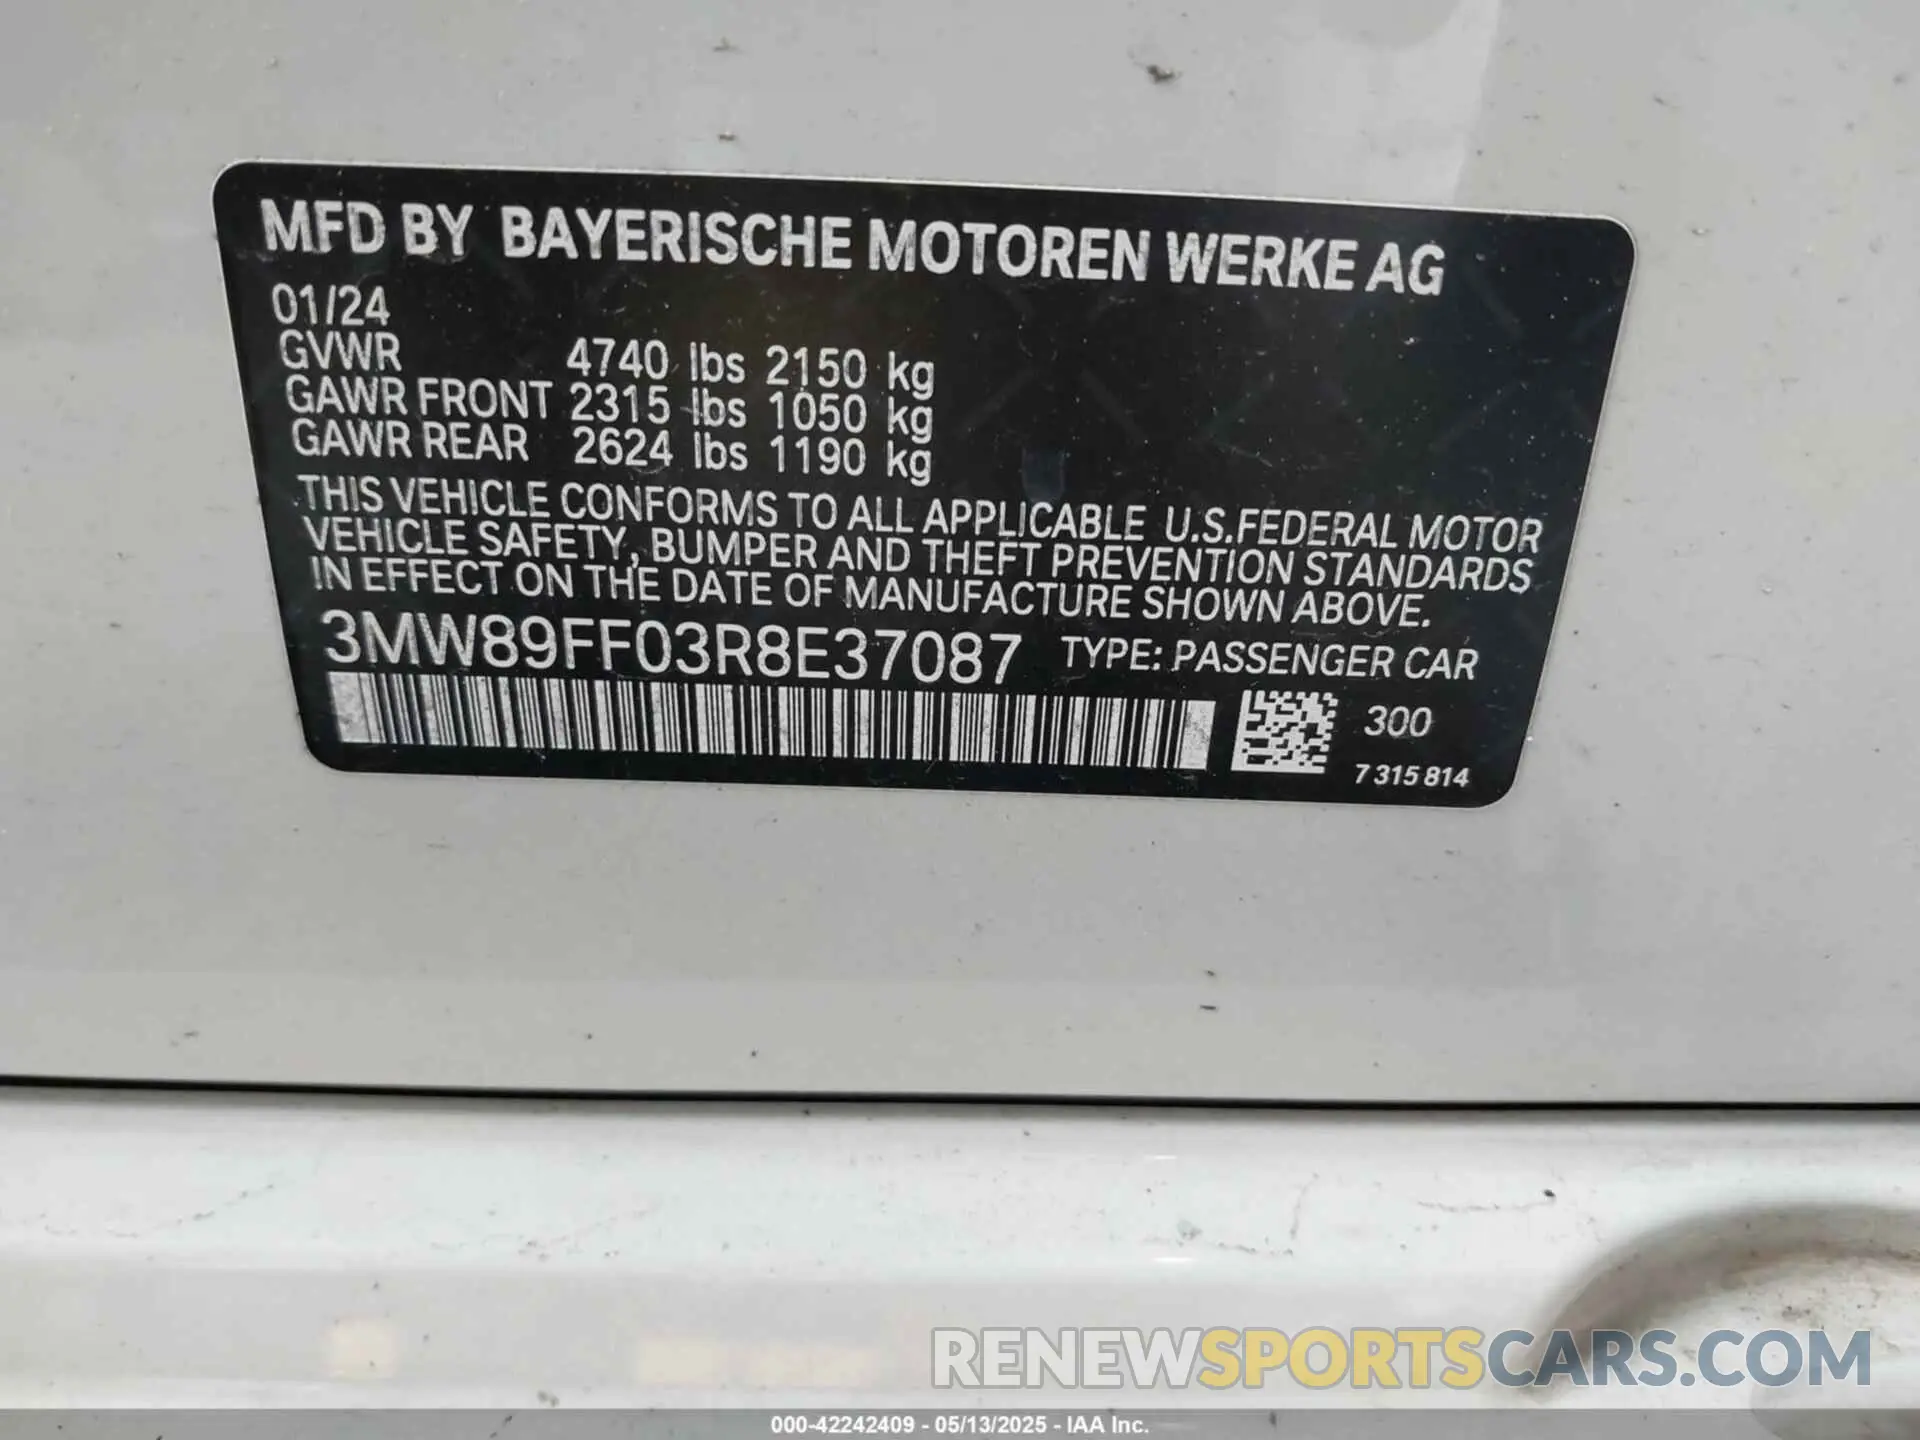 MFD BY BAYERISCHE MOTOREN WERKE AG
01/24
GVWR 4740 lbs 2150 kg
GAWR FRONT 2315 lbs 1050 kg
GAWR REAR 2624 lbs 1190 kg
THIS VEHICLE CONFORMS TO ALL APPLICABLE U.S.FEDERAL MOTOR
VEHICLE SAFETY, BUMPER AND THEFT PREVENTION STANDARDS
IN EFFECT ON THE DATE OF MANUFACTURE SHOWN ABOVE.
3MW89FF03R8E37087 TYPE: PASSENGER CAR
300
7 315 814
RENEWSPORTSCARS.COM
000-42242409 - 05/13/2025 - IAA Inc.